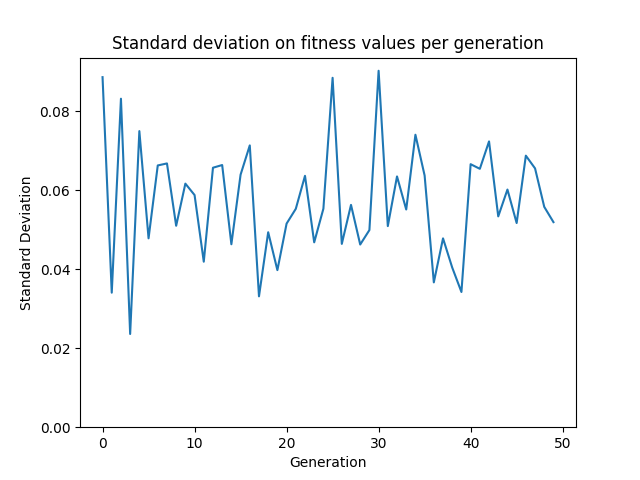 Standard deviation on fitness values per generation
Standard Deviation
0.08
0.06
0.04
0.02
0.00
0 10 20 30 40 50
Generation